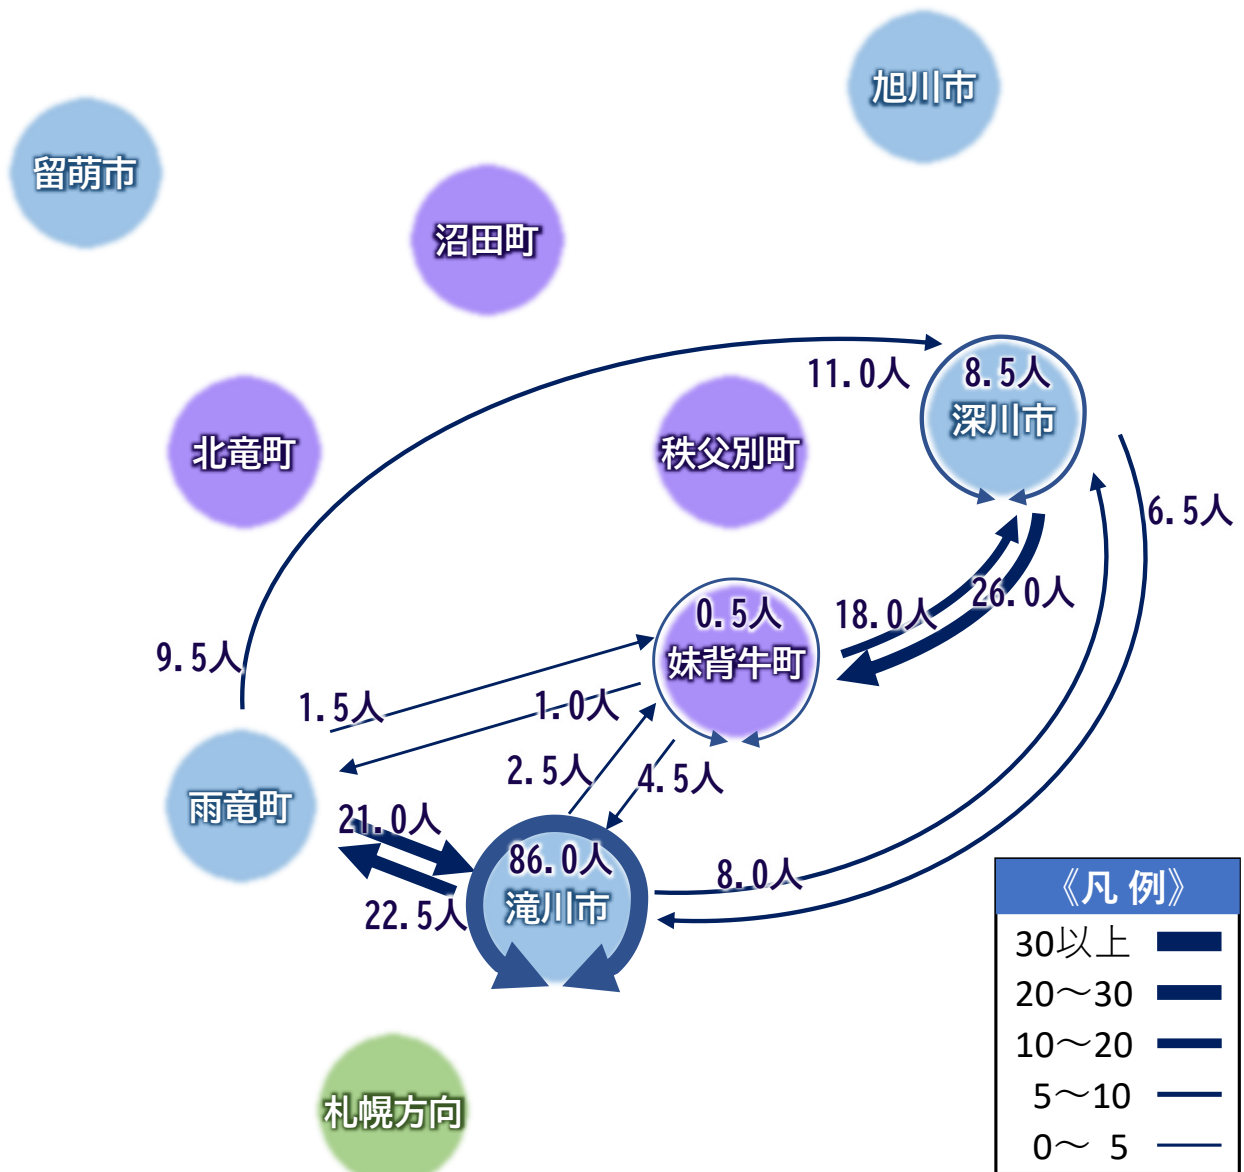 旭川市
留萌市
沼田町
11.0人
8.5人
深川市
北竜町
秩父別町
6.5人
18.0人
26.0人
0.5人
妹背牛町
9.5人
1.5人
1.0人
2.5人
4.5人
雨竜町
21.0人
22.5人
86.0人
滝川市
8.0人
札幌方向
《凡 例》
30以上
20～30
10～20
5～10
0～ 5